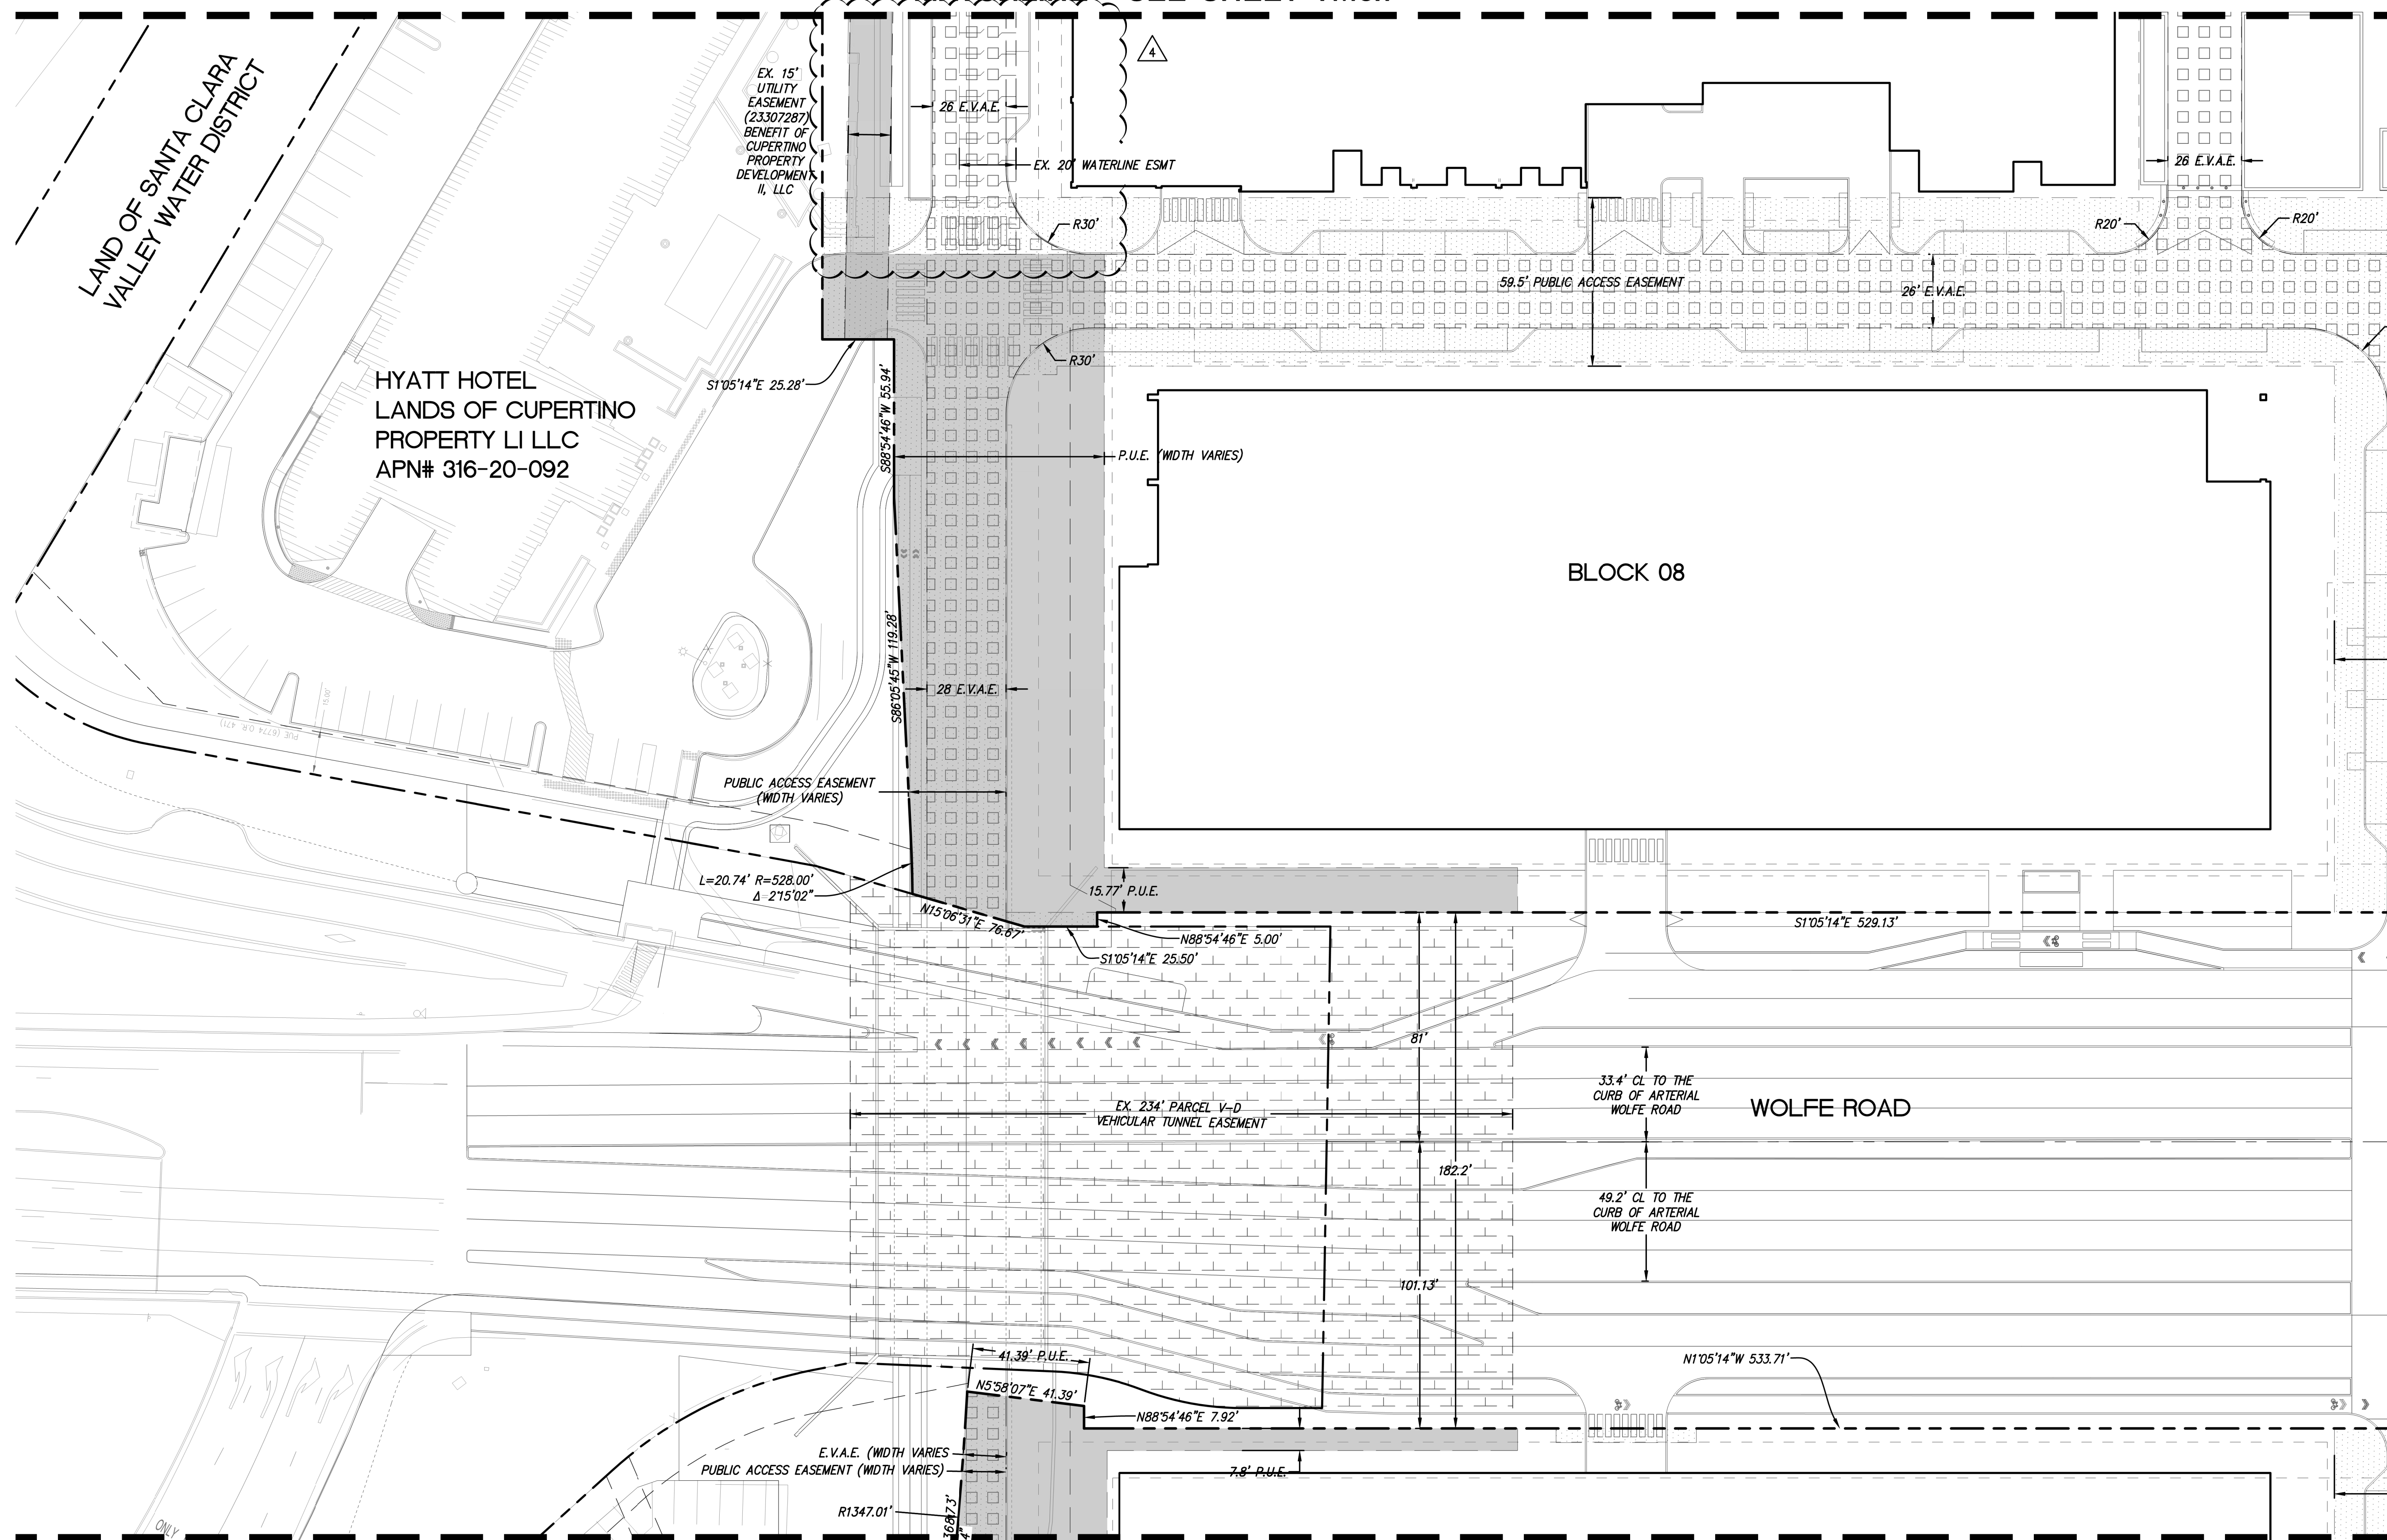 SEE SHEET
4
LAND OF SANTA CLARA
VALLEY WATER DISTRICT
EX. 15'
UTILITY
EASEMENT
(23307287)
BENEFIT OF
CUPERTINO
PROPERTY
DEVELOPMENT
II, LLC
26 E.V.A.E.
EX. 20' WATERLINE ESMT
R30'
26 E.V.A.E.
R20'
R20'
59.5' PUBLIC ACCESS EASEMENT
26' E.V.A.E.
R30'
S1°05'14"E 25.28'
S88°54'46"W 55.94'
HYATT HOTEL
LANDS OF CUPERTINO
PROPERTY LI LLC
APN# 316-20-092
P.U.E. (WIDTH VARIES)
BLOCK 08
S86°05'45"W 119.28'
28 E.V.A.E.
15.00'
PUE (6774 O.R. 471)
PUBLIC ACCESS EASEMENT
(WIDTH VARIES)
L=20.74' R=528.00'
Δ=2°15'02"
15.77' P.U.E.
N15°06'31"E 76.67'
N88°54'46"E 5.00'
S1°05'14"E 25.50'
S1°05'14"E 529.13'
81'
33.4' CL TO THE
CURB OF ARTERIAL
WOLFE ROAD
WOLFE ROAD
EX. 234' PARCEL V-D
VEHICULAR TUNNEL EASEMENT
182.2'
49.2' CL TO THE
CURB OF ARTERIAL
WOLFE ROAD
101.13'
41.39' P.U.E.
N5°58'07"E 41.39'
N88°54'46"E 7.92'
N1°05'14"W 533.71'
E.V.A.E. (WIDTH VARIES
PUBLIC ACCESS EASEMENT (WIDTH VARIES)
7.8' P.U.E.
R1347.01'
ONLY